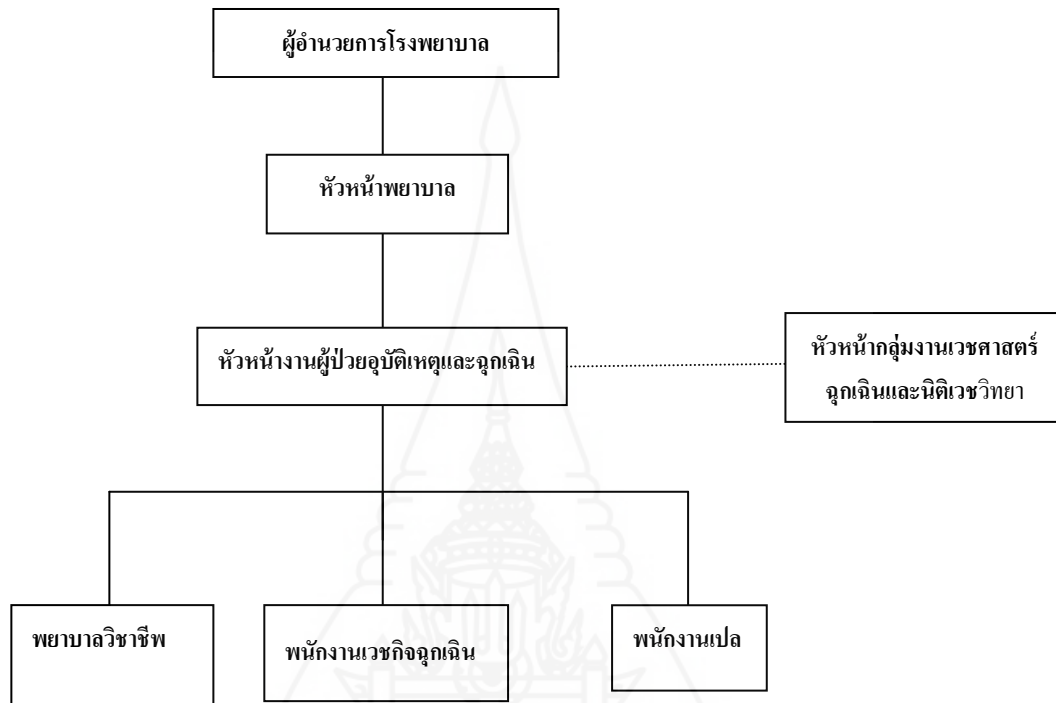 ผู้อำนวยการโรงพยาบาล
หัวหน้าพยาบาล
หัวหน้างานผู้ป่วยอุบัติเหตุและฉุกเฉิน
หัวหน้ากลุ่มงานเวชศาสตร์
ฉุกเฉินและนิติเวชวิทยา
พยาบาลวิชาชีพ
พนักงานเวชกิจฉุกเฉิน
พนักงานเปล